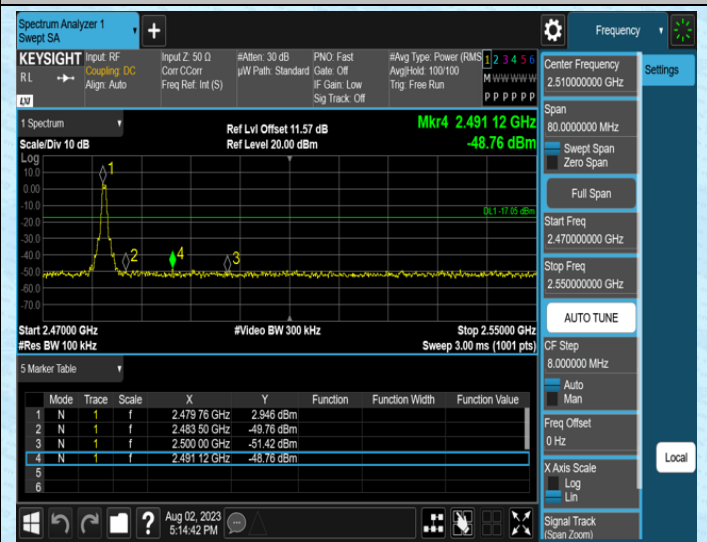 Spectrum Analyzer 1
Swept SA
+
Frequency
KEYSIGHT
RL
LXI
Input: RF
Coupling: DC
Align: Auto
Input Z: 50 Ω
Corr CCorr
Freq Ref: Int (S)
#Atten: 30 dB
µW Path: Standard
PNO: Fast
Gate: Off
IF Gain: Low
Sig Track: Off
#Avg Type: Power (RMS
Avg|Hold: 100/100
Trig: Free Run
1 2 3 4 5 6
M W W W W W
P P P P P P
Center Frequency
2.510000000 GHz
Settings
Span
80.0000000 MHz
Swept Span
Zero Span
Full Span
Start Freq
2.470000000 GHz
Stop Freq
2.550000000 GHz
AUTO TUNE
CF Step
8.000000 MHz
Auto
Man
Freq Offset
0 Hz
X Axis Scale
Log
Lin
Signal Track
(Span Zoom)
Local
1 Spectrum
Scale/Div 10 dB
Ref Lvl Offset 11.57 dB
Ref Level 20.00 dBm
Mkr4 2.491 12 GHz
-48.76 dBm
Log
10.0
0.00
-10.0
-20.0
-30.0
-40.0
-50.0
-60.0
-70.0
1
2
4
3
DL1 -17.05 dBm
Start 2.47000 GHz
#Video BW 300 kHz
Stop 2.55000 GHz
#Res BW 100 kHz
Sweep 3.00 ms (1001 pts)
5 Marker Table
Mode Trace Scale X Y Function Function Width Function Value
1 N 1 f 2.479 76 GHz 2.946 dBm
2 N 1 f 2.483 50 GHz -49.76 dBm
3 N 1 f 2.500 00 GHz -51.42 dBm
4 N 1 f 2.491 12 GHz -48.76 dBm
5
6
?
Aug 02, 2023
5:14:42 PM